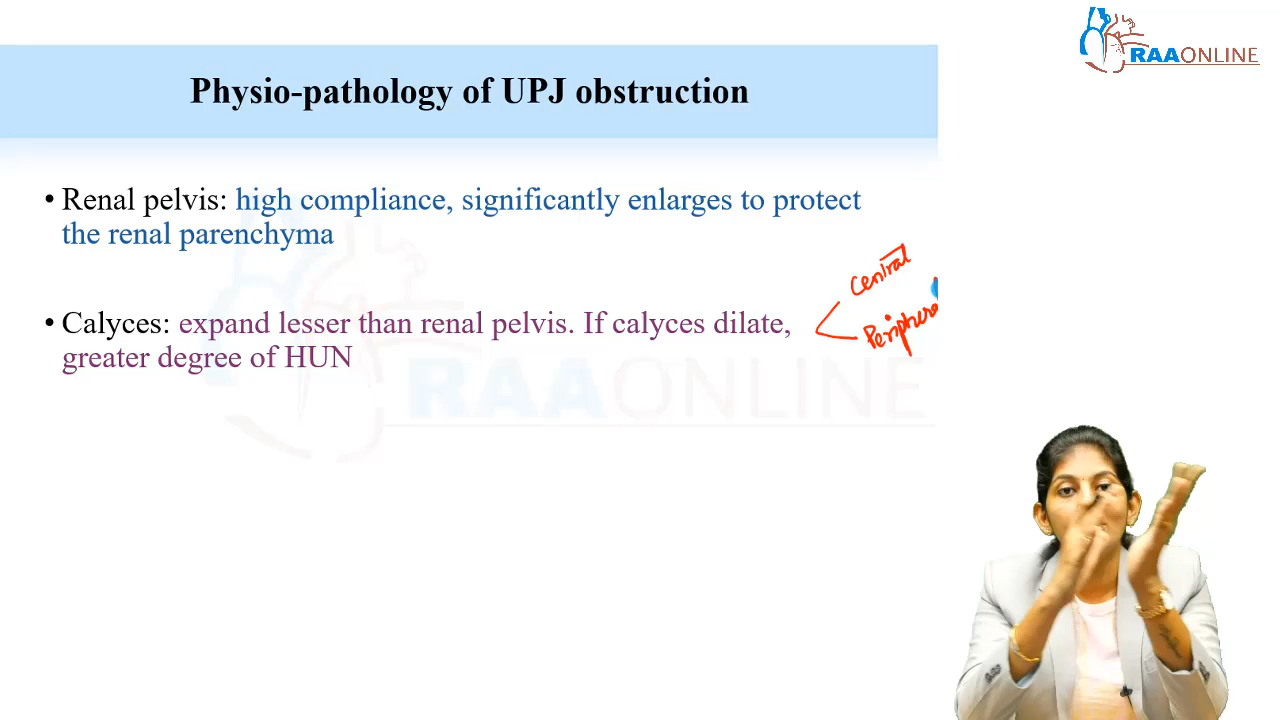 RAAONLINE
Physio-pathology of UPJ obstruction
• Renal pelvis: high compliance, significantly enlarges to protect
the renal parenchyma
Central
• Calyces: expand lesser than renal pelvis. If calyces dilate,
greater degree of HUN
RAAONLINE